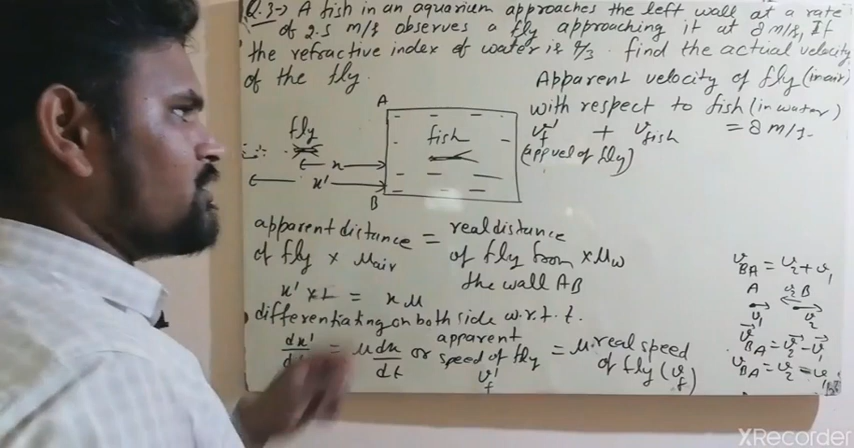 Q.3-> A fish in an aquarium approaches the left wall at a rate
of 2.5 m/s observes a fly approaching it at 8 m/s, If
the refractive index of water is 4/3. find the actual velocity
of the fly.
Apparent velocity of fly (in air)
with respect to fish (in water)
v'f + vfish = 8 m/s.
(app vel of fly)
A
fly
fish
x
x'
B
apparent distance = real distance
of fly × μair of fly from × μw
the wall AB
x' × 1 = x μ
differentiating on both side w.r.t. t.
dx'/dt = μ dx/dt or apparent speed of fly = μ real speed
v'f of fly (vf)
vBA = v2 + v1
A v2 B
v1 v2
vBA = v2 - v1
vBA = v2 -
XRecorder